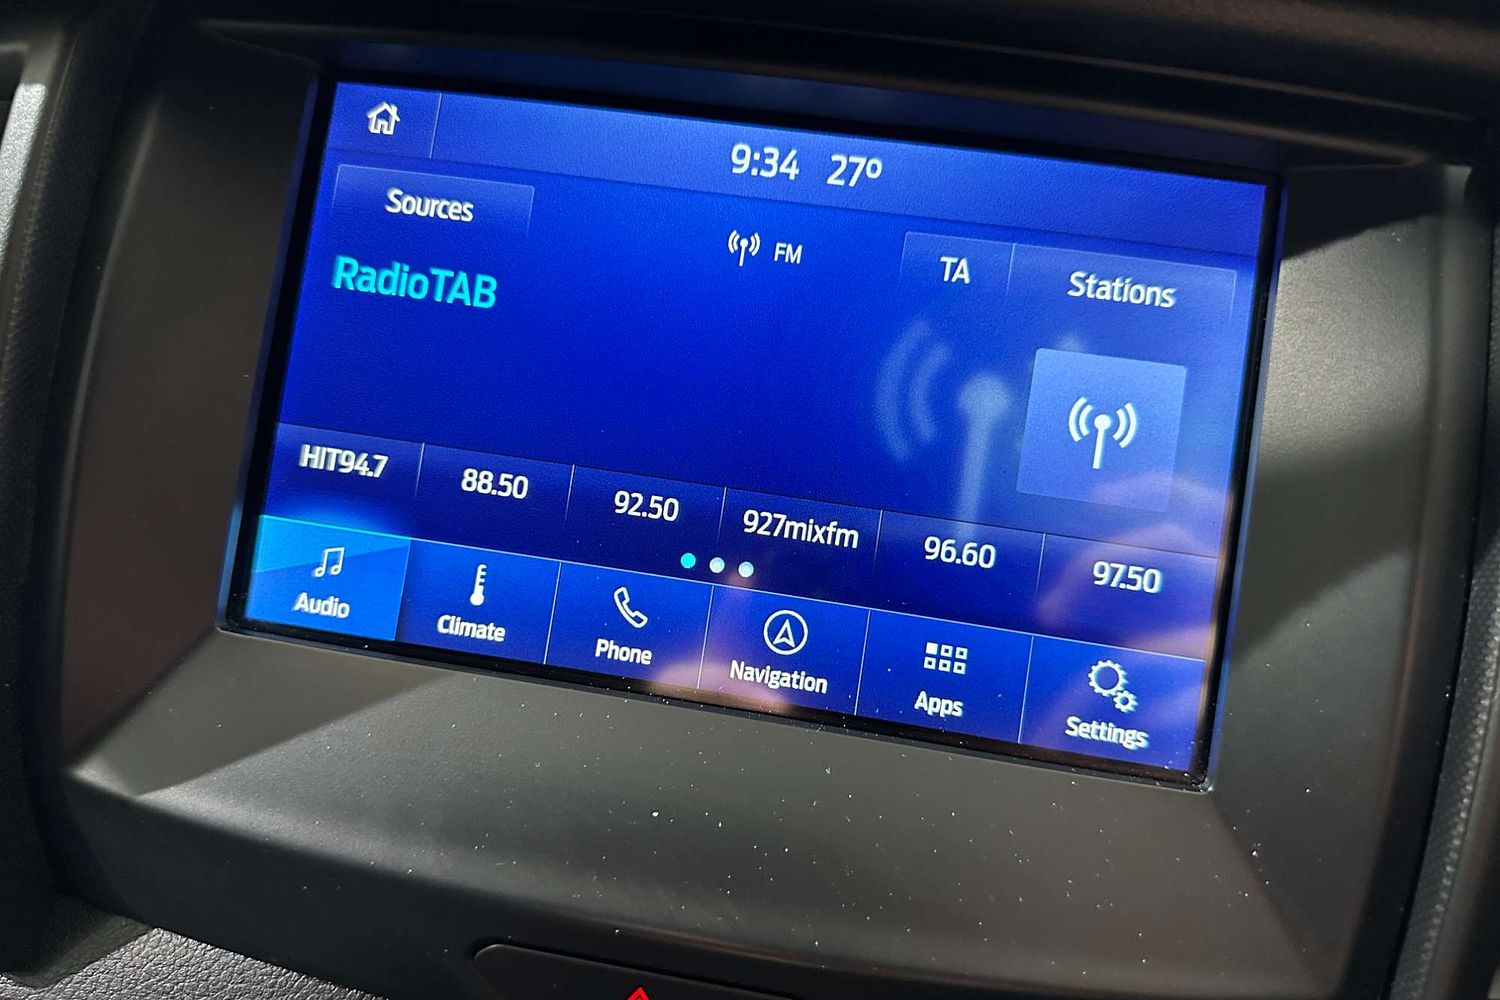 9:34 27º
Sources
FM
TA
Stations
RadioTAB
HIT94.7
88.50
92.50
927mixfm
96.60
97.50
Audio
Climate
Phone
Navigation
Apps
Settings